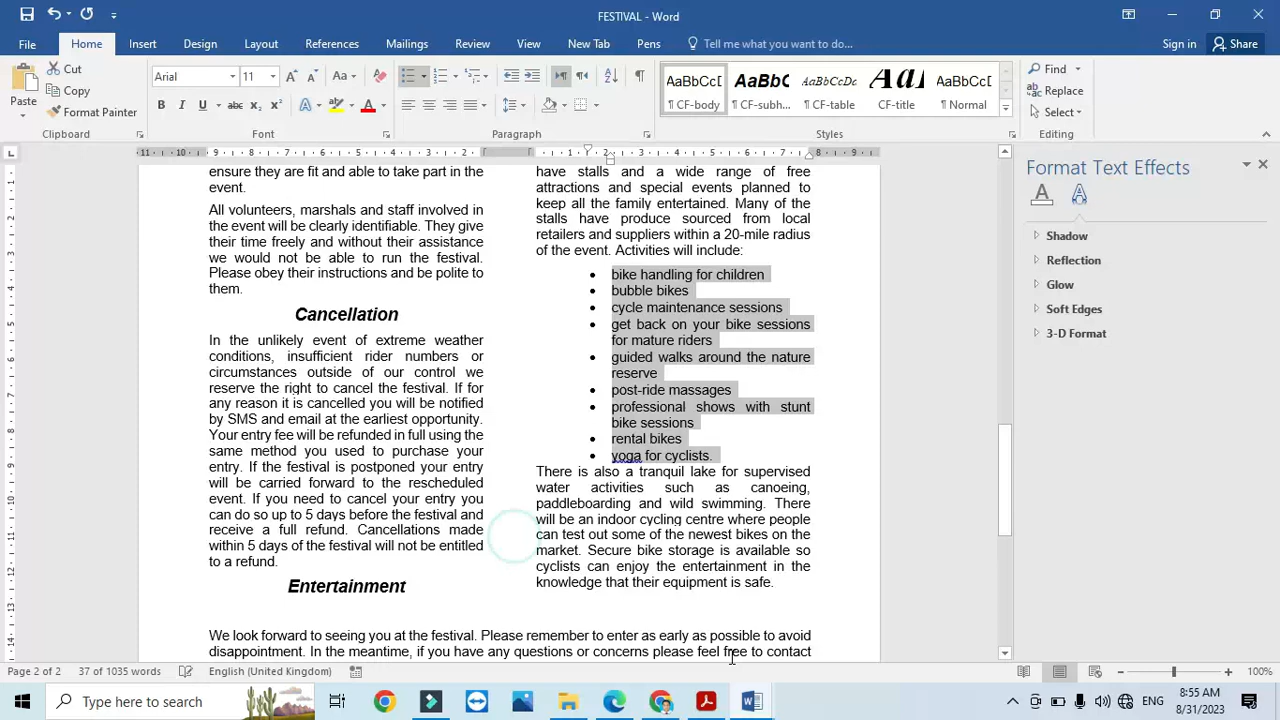 FESTIVAL - Word
File Home Insert Design Layout References Mailings Review View New Tab Pens Tell me what you want to do... Sign in Share
Paste
Cut
Copy
Format Painter
Clipboard
Arial 11
Font
Paragraph
AaBbCcD AaBbC AaBbCcDc AaB AaBbCcD
¶ CF-body ¶ CF-subh... ¶ CF-table CF-title ¶ Normal
Styles
Find
Replace
Select
Editing
ensure they are fit and able to take part in the
event.
All volunteers, marshals and staff involved in
the event will be clearly identifiable. They give
their time freely and without their assistance
we would not be able to run the festival.
Please obey their instructions and be polite to
them.
Cancellation
In the unlikely event of extreme weather
conditions, insufficient rider numbers or
circumstances outside of our control we
reserve the right to cancel the festival. If for
any reason it is cancelled you will be notified
by SMS and email at the earliest opportunity.
Your entry fee will be refunded in full using the
same method you used to purchase your
entry. If the festival is postponed your entry
will be carried forward to the rescheduled
event. If you need to cancel your entry you
can do so up to 5 days before the festival and
receive a full refund. Cancellations made
within 5 days of the festival will not be entitled
to a refund.
Entertainment
have stalls and a wide range of free
attractions and special events planned to
keep all the family entertained. Many of the
stalls have produce sourced from local
retailers and suppliers within a 20-mile radius
of the event. Activities will include:
• bike handling for children
• bubble bikes
• cycle maintenance sessions
• get back on your bike sessions
for mature riders
• guided walks around the nature
reserve
• post-ride massages
• professional shows with stunt
bike sessions
• rental bikes
• yoga for cyclists.
There is also a tranquil lake for supervised
water activities such as canoeing,
paddleboarding and wild swimming. There
will be an indoor cycling centre where people
can test out some of the newest bikes on the
market. Secure bike storage is available so
cyclists can enjoy the entertainment in the
knowledge that their equipment is safe.
We look forward to seeing you at the festival. Please remember to enter as early as possible to avoid
disappointment. In the meantime, if you have any questions or concerns please feel free to contact
Format Text Effects
Shadow
Reflection
Glow
Soft Edges
3-D Format
Page 2 of 2 37 of 1035 words English (United Kingdom) 100%
Type here to search
ENG
8:55 AM
8/31/2023